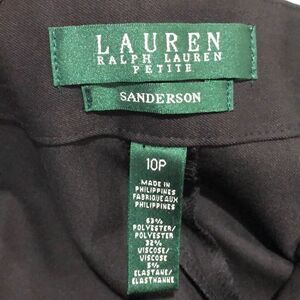 LAUREN
RALPH LAUREN
PETITE
SANDERSON
10P
MADE IN
PHILIPPINES
FABRIQUE AUX
PHILIPPINES
63%
POLYESTER/
POLYESTER
32%
VISCOSE/
VISCOSE
5%
ELASTANE/
ELASTHANE